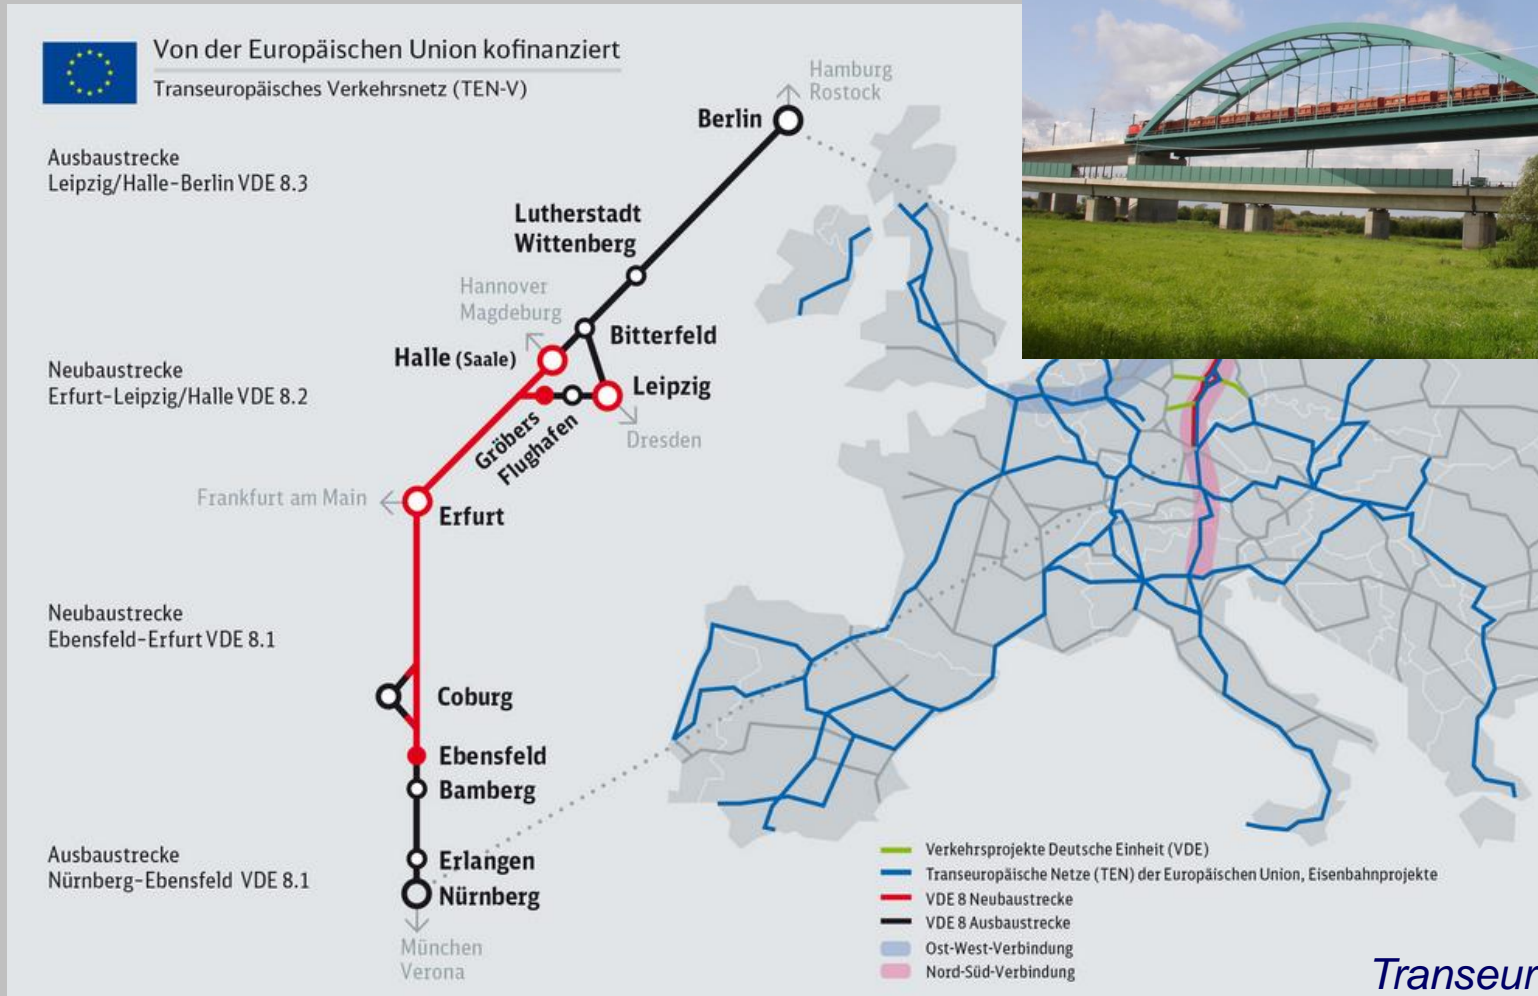 Von der Europäischen Union kofinanziert
Transeuropäisches Verkehrsnetz (TEN-V)
Hamburg
Rostock
Berlin
Ausbaustrecke
Leipzig/Halle-Berlin VDE 8.3
Lutherstadt
Wittenberg
Hannover
Magdeburg
Bitterfeld
Halle (Saale)
Neubaustrecke
Erfurt-Leipzig/Halle VDE 8.2
Leipzig
Gröbers
Flughafen
Dresden
Frankfurt am Main
Erfurt
Neubaustrecke
Ebensfeld-Erfurt VDE 8.1
Coburg
Ebensfeld
Bamberg
Ausbaustrecke
Nürnberg-Ebensfeld VDE 8.1
Erlangen
Nürnberg
München
Verona
Verkehrsprojekte Deutsche Einheit (VDE)
Transeuropäische Netze (TEN) der Europäischen Union, Eisenbahnprojekte
VDE 8 Neubaustrecke
VDE 8 Ausbaustrecke
Ost-West-Verbindung
Nord-Süd-Verbindung
Transeur